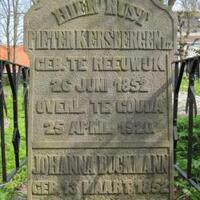 HIER RUST
PIETER KERSBERGEN
GEB. TE REEUWIJK
26 JUNI 1852
OVERL. TE GOUDA
25 APRIL 1920
JOHANNA BUCKMANN
GEB. 13 MAART 1852